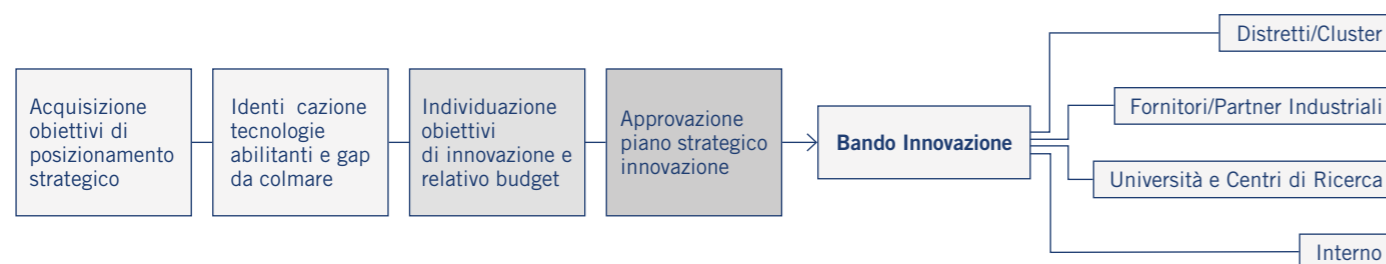 Acquisizione
obiettivi di
posizionamento
strategico
Identi cazione
tecnologie
abilitanti e gap
da colmare
Individuazione
obiettivi
di innovazione e
relativo budget
Approvazione
piano strategico
innovazione
Bando Innovazione
Distretti/Cluster
Fornitori/Partner Industriali
Università e Centri di Ricerca
Interno